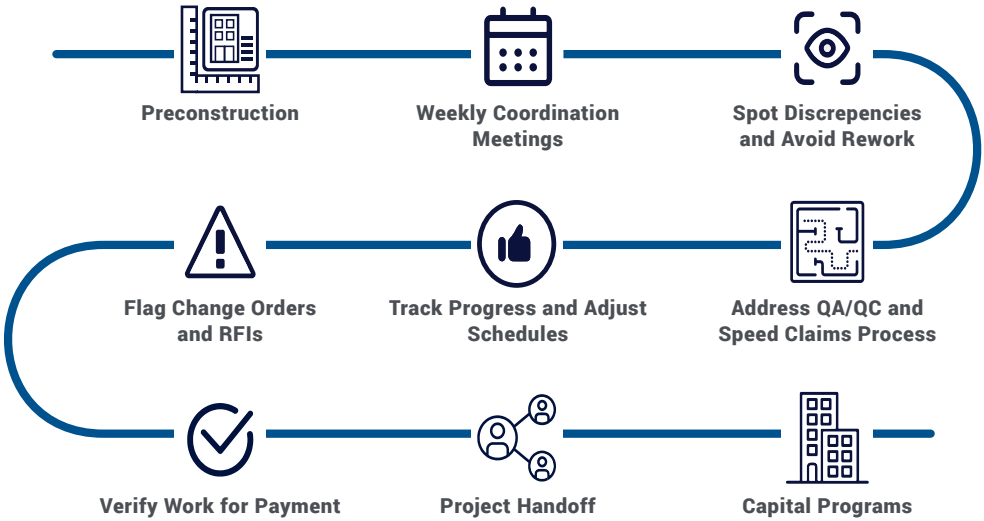 Preconstruction
Weekly Coordination
Meetings
Spot Discrepencies
and Avoid Rework
Flag Change Orders
and RFIs
Track Progress and Adjust
Schedules
Address QA/QC and
Speed Claims Process
Verify Work for Payment
Project Handoff
Capital Programs